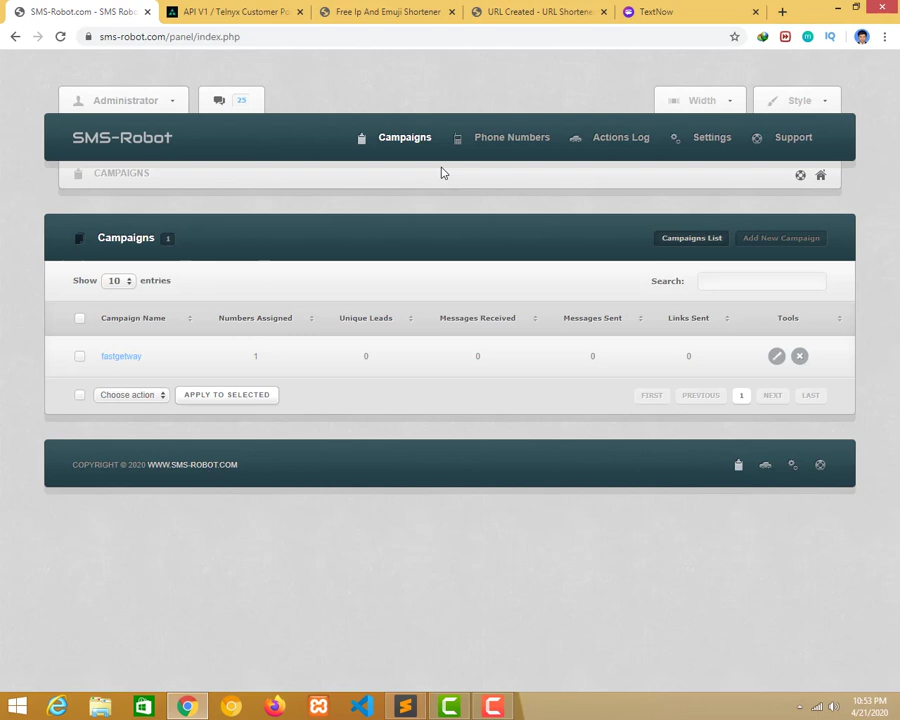 SMS-Robot.com - SMS Robo
API V1 / Telnyx Customer Po
Free Ip And Emuji Shortener
URL Created - URL Shortene
TextNow
sms-robot.com/panel/index.php
Administrator
25
Width
Style
SMS-Robot
Campaigns
Phone Numbers
Actions Log
Settings
Support
CAMPAIGNS
Campaigns 1
Campaigns List
Add New Campaign
Show 10 entries
Search:
Campaign Name
Numbers Assigned
Unique Leads
Messages Received
Messages Sent
Links Sent
Tools
fastgetway
1
0
0
0
0
Choose action
APPLY TO SELECTED
FIRST
PREVIOUS
1
NEXT
LAST
COPYRIGHT © 2020 WWW.SMS-ROBOT.COM
10:53 PM
4/21/2020